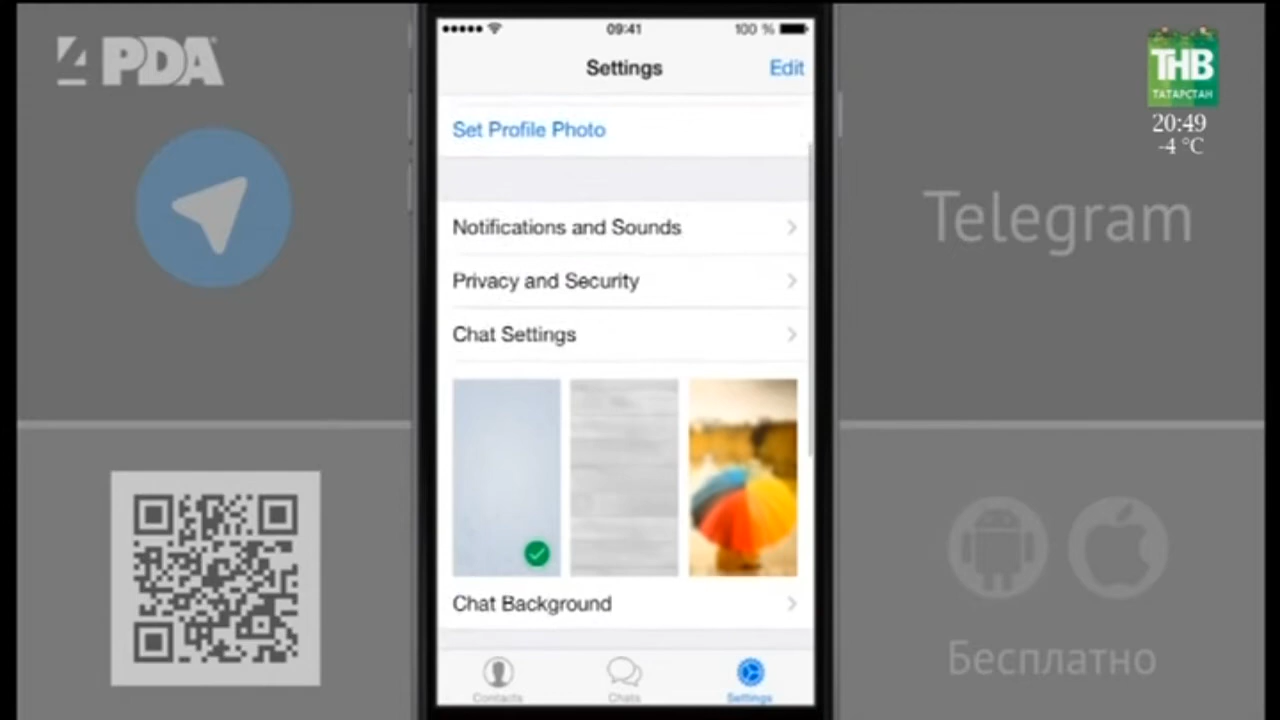 4PDA
09:41
100 %
Settings
Edit
Set Profile Photo
Notifications and Sounds
Privacy and Security
Chat Settings
Chat Background
Contacts
Chats
Settings
ТНВ
ТАТАРСТАН
20:49
-4 °C
Telegram
Бесплатно